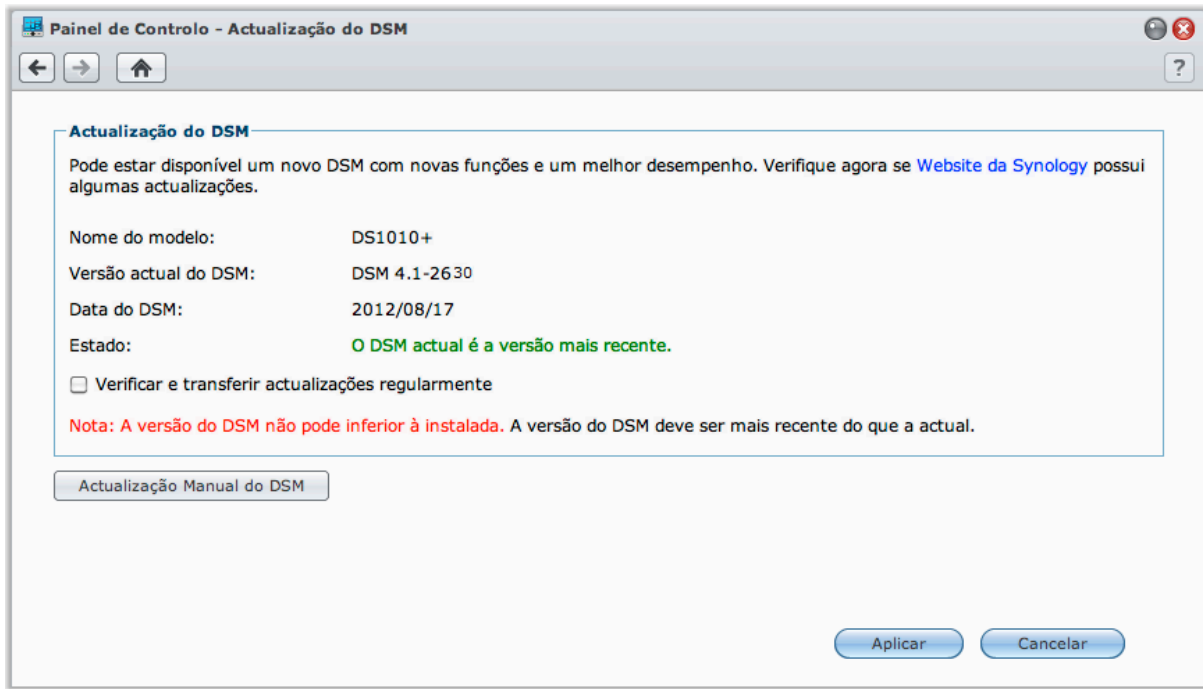 Painel de Controlo - Actualização do DSM
?
Actualização do DSM
Pode estar disponível um novo DSM com novas funções e um melhor desempenho. Verifique agora se Website da Synology possui
algumas actualizações.
Nome do modelo: DS1010+
Versão actual do DSM: DSM 4.1-2630
Data do DSM: 2012/08/17
Estado: O DSM actual é a versão mais recente.
Verificar e transferir actualizações regularmente
Nota: A versão do DSM não pode inferior à instalada. A versão do DSM deve ser mais recente do que a actual.
Actualização Manual do DSM
Aplicar Cancelar